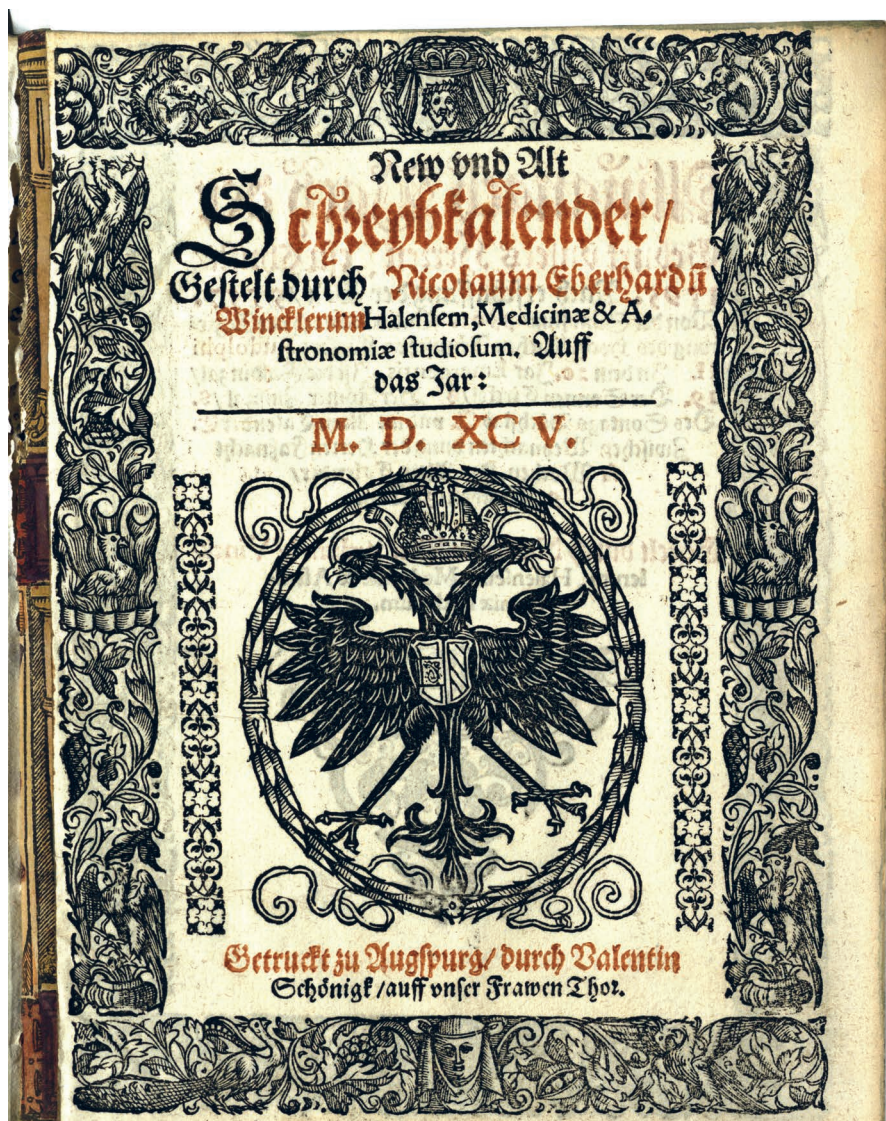 New vnd Alt
Schreybkalender/
Gestelt durch Nicolaum Eberhardū
Wincklerum Halensem, Medicinæ & A⸗
stronomiæ studiosum. Auff
das Jar:
M. D. XC V.
Getruckt zu Augspurg/ durch Valentin
Schönigk /auff vnser Frawen Thor.